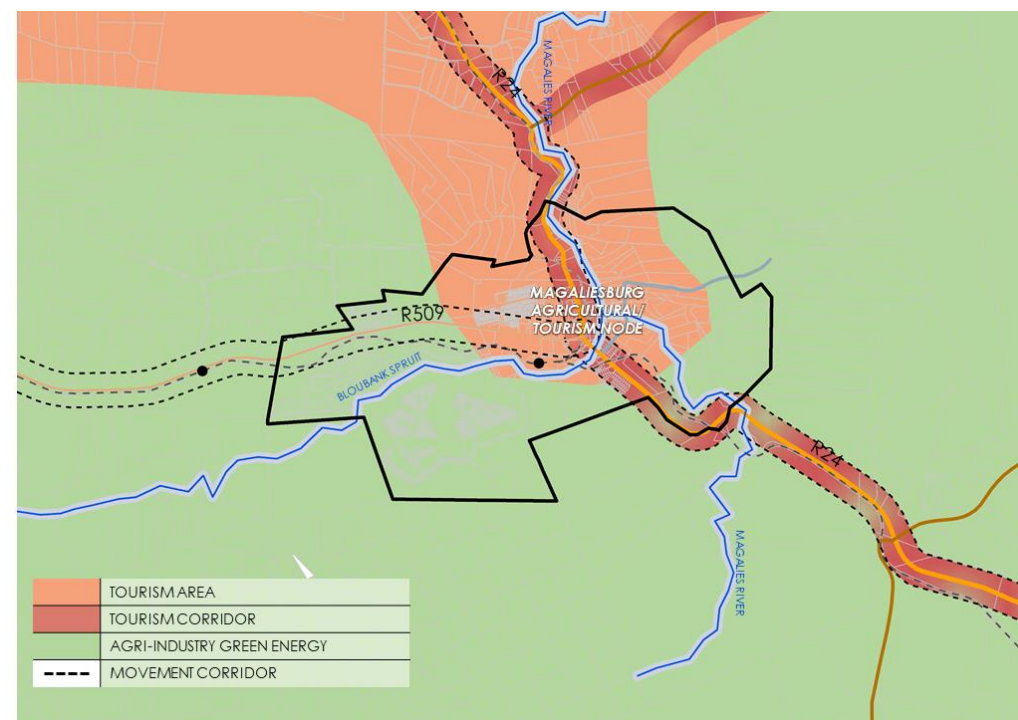 R24
MAGALIES RIVER
MAGALIESBURG
AGRICULTURAL/
TOURISM NODE
R509
BLOUBANK SPRUIT
R24
MAGALIES RIVER
TOURISM AREA
TOURISM CORRIDOR
AGRI-INDUSTRY GREEN ENERGY
MOVEMENT CORRIDOR